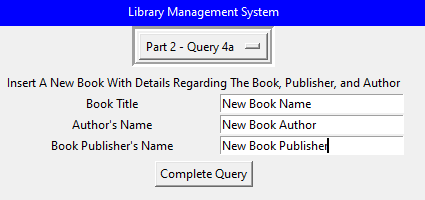 Library Management System
Part 2 - Query 4a
Insert A New Book With Details Regarding The Book, Publisher, and Author
Book Title New Book Name
Author's Name New Book Author
Book Publisher's Name New Book Publisher
Complete Query